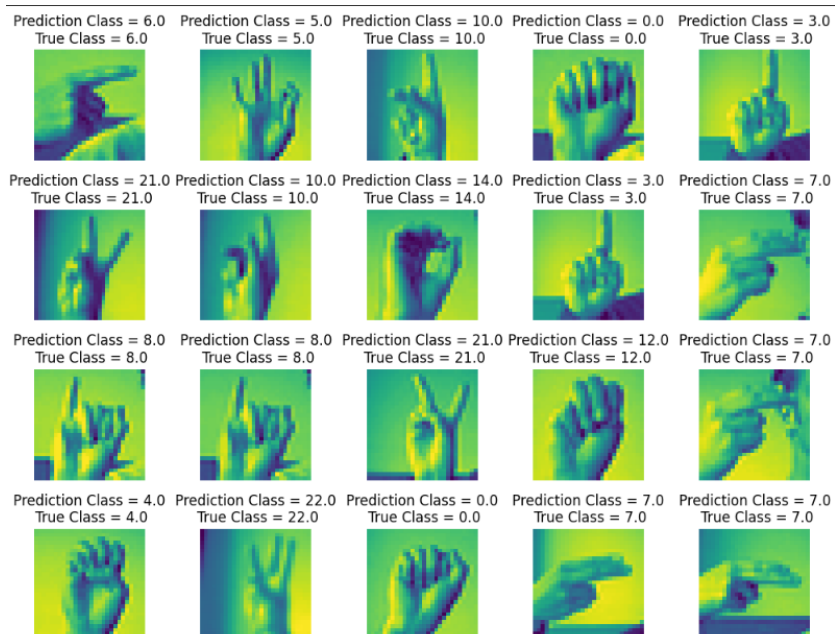 Prediction Class = 6.0 Prediction Class = 5.0 Prediction Class = 10.0 Prediction Class = 0.0 Prediction Class = 3.0
True Class = 6.0 True Class = 5.0 True Class = 10.0 True Class = 0.0 True Class = 3.0
Prediction Class = 21.0 Prediction Class = 10.0 Prediction Class = 14.0 Prediction Class = 3.0 Prediction Class = 7.0
True Class = 21.0 True Class = 10.0 True Class = 14.0 True Class = 3.0 True Class = 7.0
Prediction Class = 8.0 Prediction Class = 8.0 Prediction Class = 21.0 Prediction Class = 12.0 Prediction Class = 7.0
True Class = 8.0 True Class = 8.0 True Class = 21.0 True Class = 12.0 True Class = 7.0
Prediction Class = 4.0 Prediction Class = 22.0 Prediction Class = 0.0 Prediction Class = 7.0 Prediction Class = 7.0
True Class = 4.0 True Class = 22.0 True Class = 0.0 True Class = 7.0 True Class = 7.0